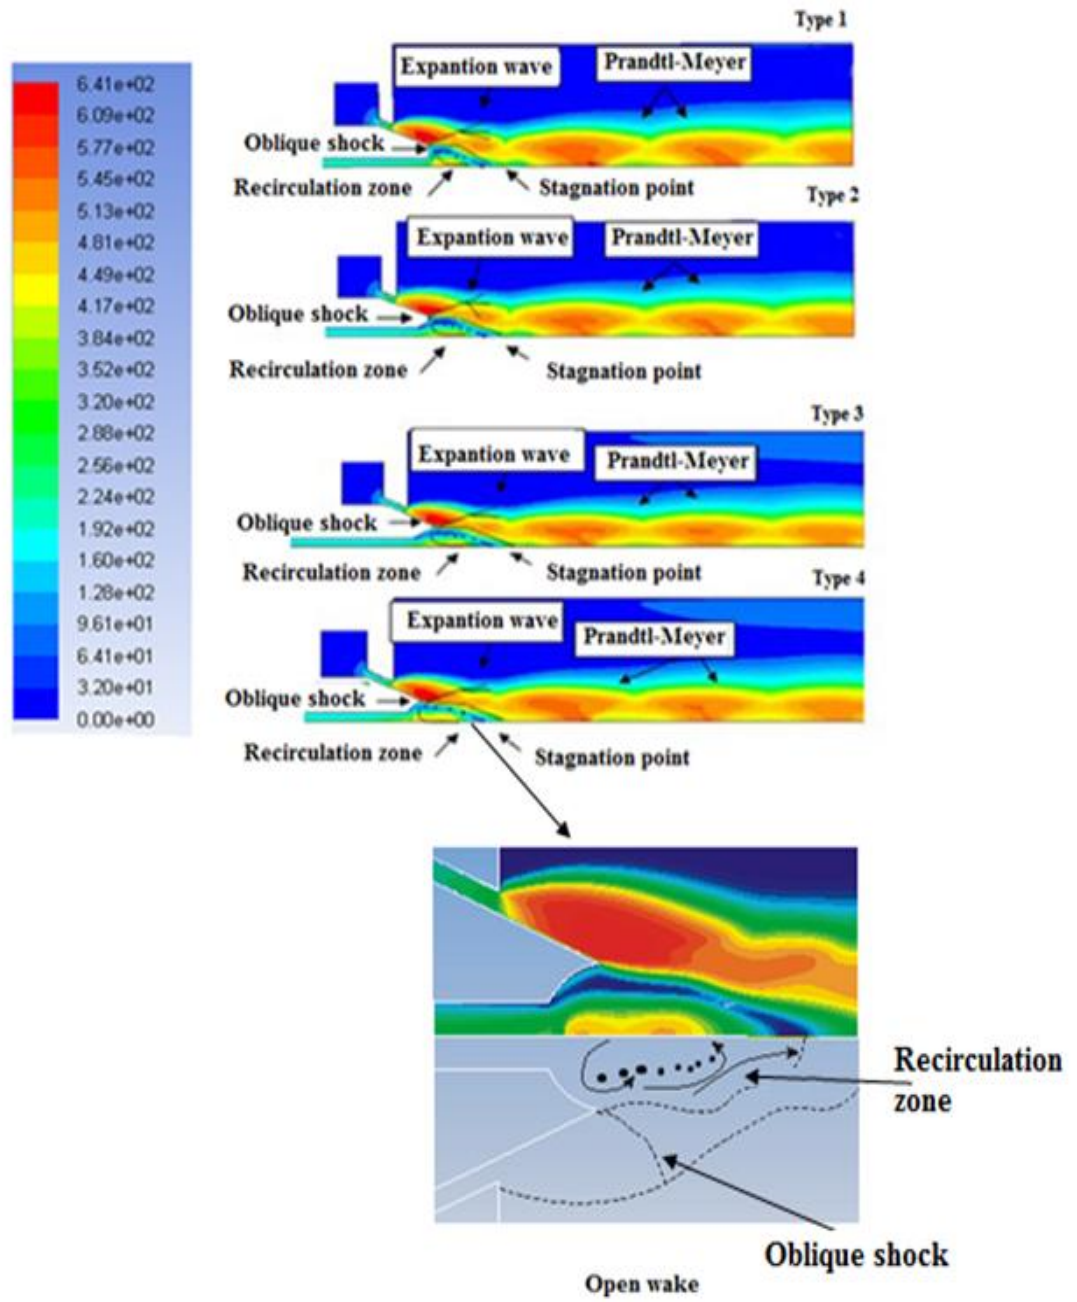 Type 1
6.41e+02
6.09e+02
5.77e+02
5.45e+02
5.13e+02
4.81e+02
4.49e+02
4.17e+02
3.84e+02
3.52e+02
3.20e+02
2.88e+02
2.56e+02
2.24e+02
1.92e+02
1.60e+02
1.28e+02
9.61e+01
6.41e+01
3.20e+01
0.00e+00
Expantion wave
Prandtl-Meyer
Oblique shock
Recirculation zone
Stagnation point
Type 2
Expantion wave
Prandtl-Meyer
Oblique shock
Recirculation zone
Stagnation point
Type 3
Expantion wave
Prandtl-Meyer
Oblique shock
Recirculation zone
Stagnation point
Type 4
Expantion wave
Prandtl-Meyer
Oblique shock
Recirculation zone
Stagnation point
Recirculation
zone
Oblique shock
Open wake